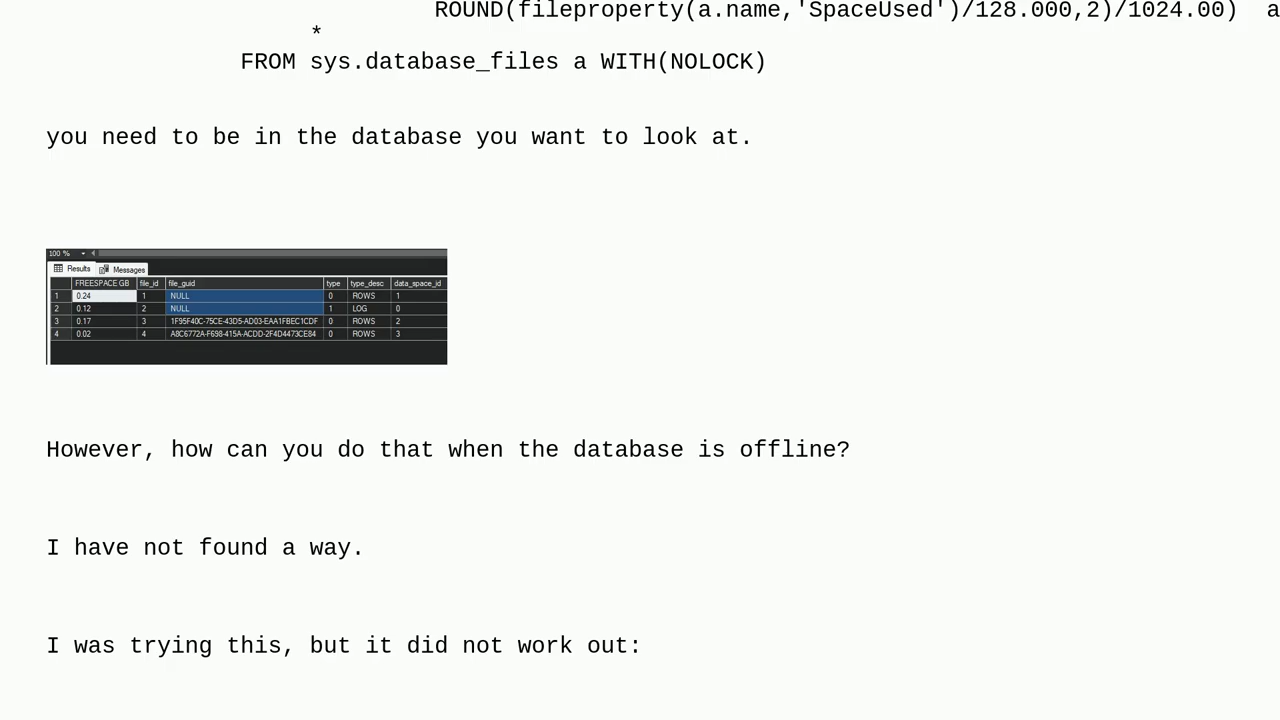 ROUND(fileproperty(a.name,'SpaceUsed')/128.000,2)/1024.00) a
*
FROM sys.database_files a WITH(NOLOCK)
you need to be in the database you want to look at.
100 %
Results Messages
FREESPACE GB file_id file_guid type type_desc data_space_id
1 0.24 1 NULL 0 ROWS 1
2 0.12 2 NULL 1 LOG 0
3 0.17 3 1F95F40C-75CE-43D5-AD03-EAA1FBEC1CDF 0 ROWS 2
4 0.02 4 A8C6772A-F698-415A-ACDD-2F4D4473CE84 0 ROWS 3
However, how can you do that when the database is offline?
I have not found a way.
I was trying this, but it did not work out: